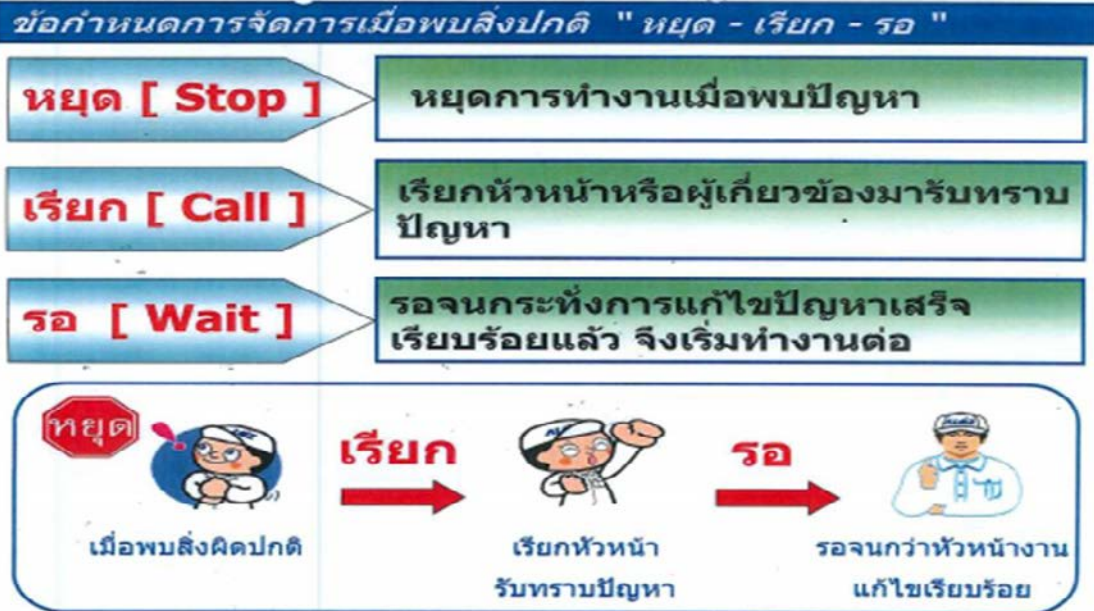 ข้อกำหนดการจัดการเมื่อพบสิ่งปกติ " หยุด - เรียก - รอ "
หยุด [ Stop ]
หยุดการทำงานเมื่อพบปัญหา
เรียก [ Call ]
เรียกหัวหน้าหรือผู้เกี่ยวข้องมารับทราบ
ปัญหา
รอ [ Wait ]
รอจนกระทั่งการแก้ไขปัญหาเสร็จ
เรียบร้อยแล้ว จึงเริ่มทำงานต่อ
หยุด
เรียก
รอ
เมื่อพบสิ่งผิดปกติ
เรียกหัวหน้า
รับทราบปัญหา
รอจนกว่าหัวหน้างาน
แก้ไขเรียบร้อย